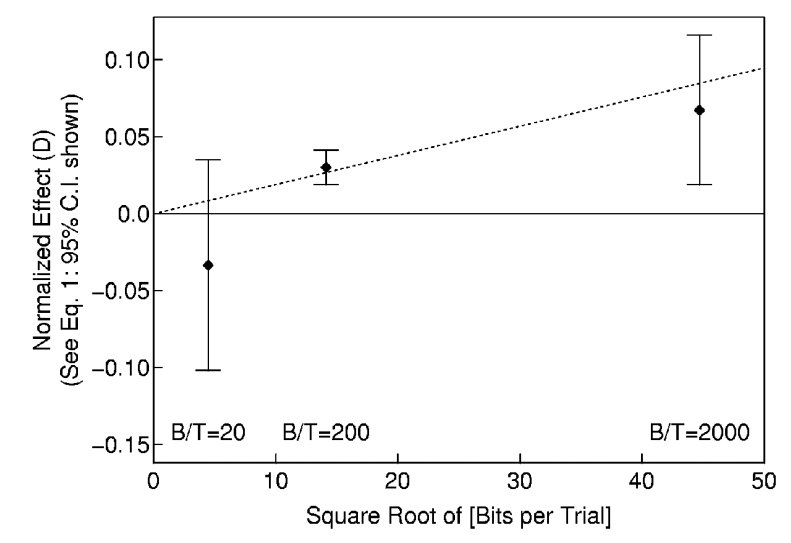 0.10
0.05
0.0
−0.05
−0.10
−0.15
Normalized Effect (D)
(See Eq. 1: 95% C.I. shown)
B/T=20 B/T=200 B/T=2000
0 10 20 30 40 50
Square Root of [Bits per Trial]